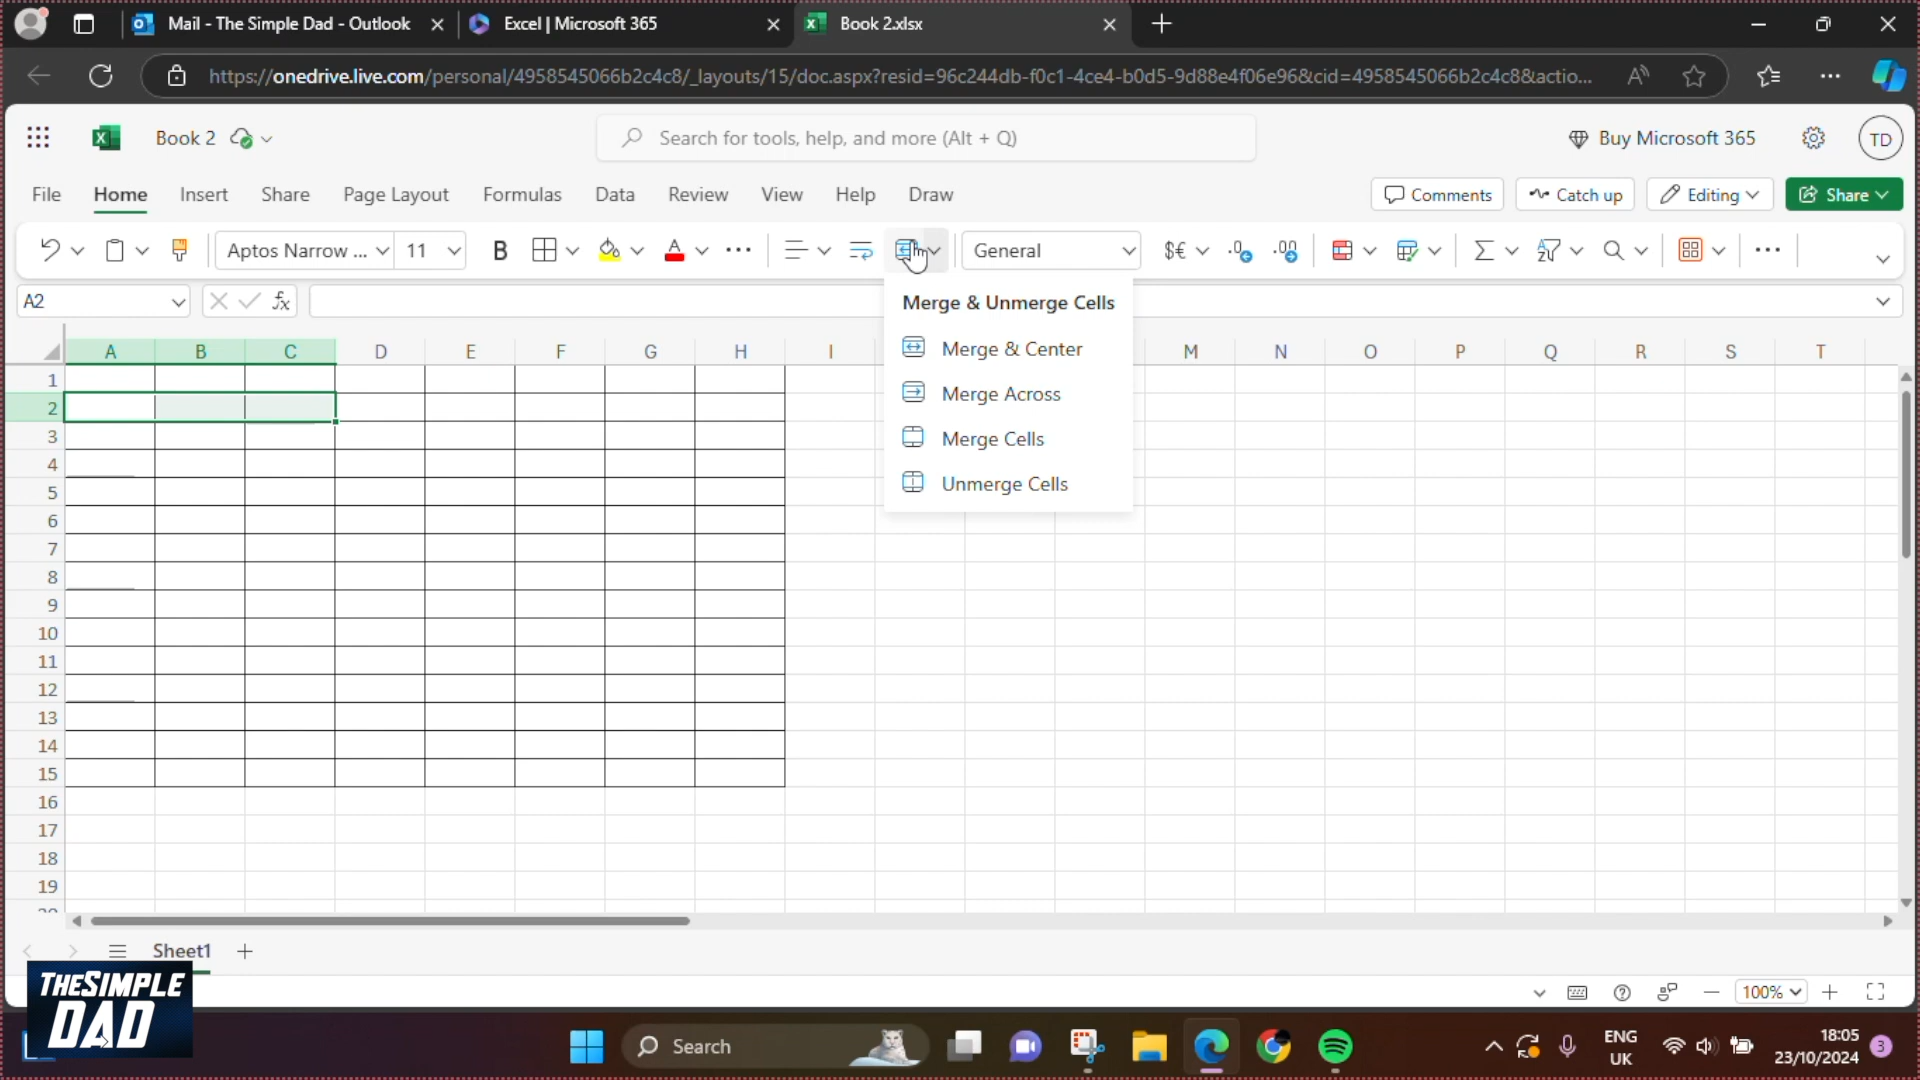 Mail - The Simple Dad - Outlook
Excel | Microsoft 365
Book 2.xlsx
https://onedrive.live.com/personal/4958545066b2c4c8/_layouts/15/doc.aspx?resid=96c244db-f0c1-4ce4-b0d5-9d88e4f06e96&cid=4958545066b2c4c8&actio...
Book 2
Search for tools, help, and more (Alt + Q)
Buy Microsoft 365
TD
File Home Insert Share Page Layout Formulas Data Review View Help Draw
Comments Catch up Editing Share
Aptos Narrow ... 11 B A General $€
A2 fx
Merge & Unmerge Cells
Merge & Center
Merge Across
Merge Cells
Unmerge Cells
A B C D E F G H I M N O P Q R S T
1
2
3
4
5
6
7
8
9
10
11
12
13
14
15
16
17
18
19
20
Sheet1
100%
THE SIMPLE
DAD
Search
ENG
UK
18:05
23/10/2024
3